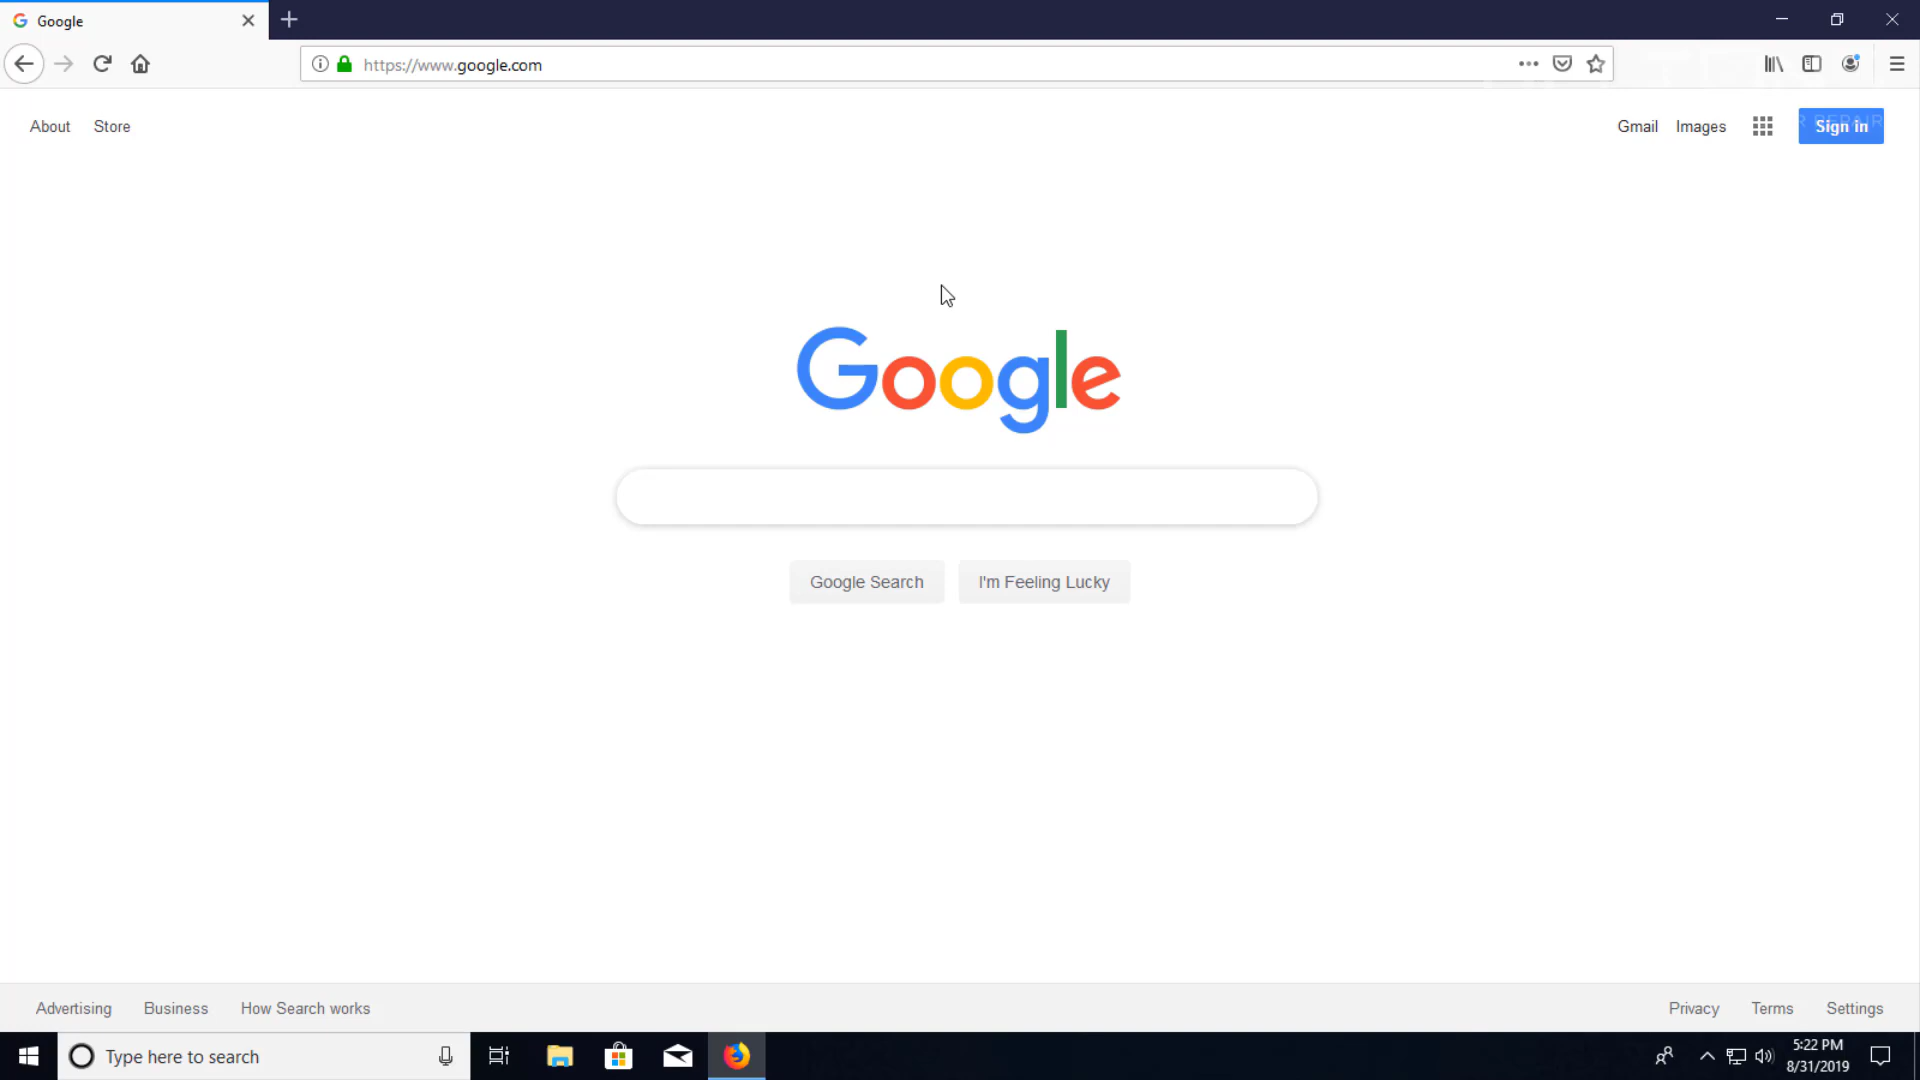 Google
https://www.google.com
About Store
Gmail Images Sign in
Google
Google Search I'm Feeling Lucky
Advertising Business How Search works
Privacy Terms Settings
Type here to search
5:22 PM
8/31/2019